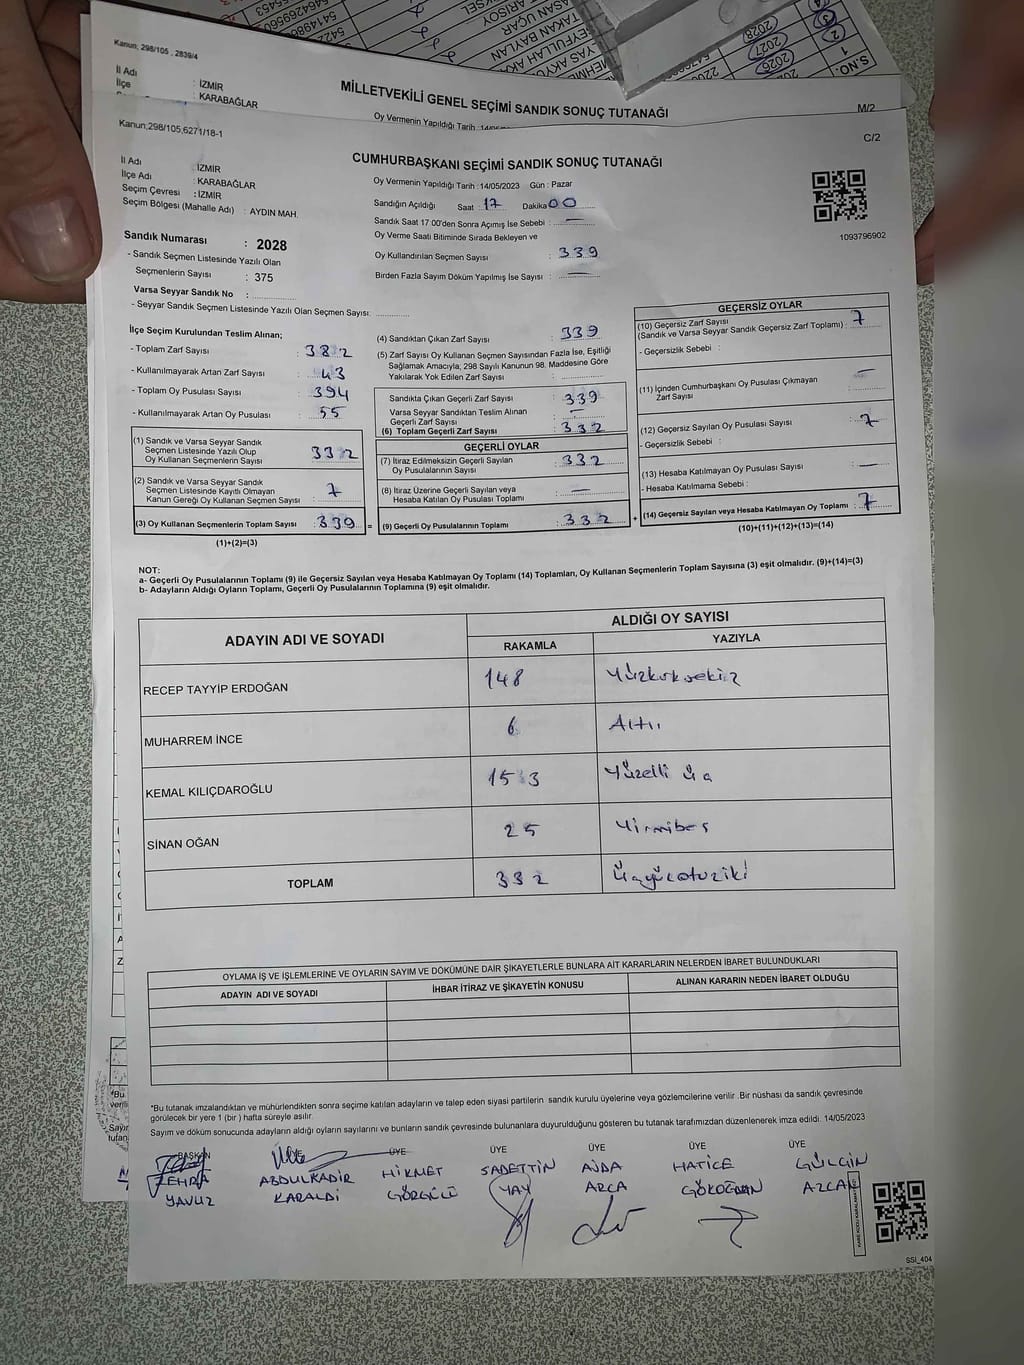 Kanun; 298/105 , 2839/4
İl Adı : İZMİR
İlçe : KARABAĞLAR
MİLLETVEKİLİ GENEL SEÇİMİ SANDIK SONUÇ TUTANAĞI
M/2
Oy Vermenin Yapıldığı Tarih
Kanun;298/105,6271/18-1
C/2
CUMHURBAŞKANI SEÇİMİ SANDIK SONUÇ TUTANAĞI
İl Adı : İZMİR
İlçe Adı : KARABAĞLAR
Seçim Çevresi : İZMİR
Seçim Bölgesi (Mahalle Adı) : AYDIN MAH.
Oy Vermenin Yapıldığı Tarih :14/05/2023 Gün : Pazar
Sandığın Açıldığı Saat : 17 Dakika 00
Sandık Saat 17.00'den Sonra Açılmış İse Sebebi : —
Oy Verme Saati Bitiminde Sırada Bekleyen ve
Oy Kullandırılan Seçmen Sayısı : 339
Birden Fazla Sayım Döküm Yapılmış İse Sayısı : —
1093796902
Sandık Numarası : 2028
- Sandık Seçmen Listesinde Yazılı Olan
Seçmenlerin Sayısı : 375
Varsa Seyyar Sandık No :
- Seyyar Sandık Seçmen Listesinde Yazılı Olan Seçmen Sayısı:
İlçe Seçim Kurulundan Teslim Alınan;
- Toplam Zarf Sayısı : 382
- Kullanılmayarak Artan Zarf Sayısı : 43
- Toplam Oy Pusulası Sayısı : 394
- Kullanılmayarak Artan Oy Pusulası : 55
(1) Sandık ve Varsa Seyyar Sandık
Seçmen Listesinde Yazılı Olup
Oy Kullanan Seçmenlerin Sayısı : 332
(2) Sandık ve Varsa Seyyar Sandık
Seçmen Listesinde Kayıtlı Olmayan
Kanun Gereği Oy Kullanan Seçmen Sayısı : 7
(3) Oy Kullanan Seçmenlerin Toplam Sayısı : 339 =
(1)+(2)=(3)
(4) Sandıktan Çıkan Zarf Sayısı : 339
(5) Zarf Sayısı Oy Kullanan Seçmen Sayısından Fazla İse, Eşitliği
Sağlamak Amacıyla; 298 Sayılı Kanunun 98. Maddesine Göre
Yakılarak Yok Edilen Zarf Sayısı :
Sandıkta Çıkan Geçerli Zarf Sayısı : 339
Varsa Seyyar Sandıktan Teslim Alınan
Geçerli Zarf Sayısı : —
(6) Toplam Geçerli Zarf Sayısı : 332
GEÇERLİ OYLAR
(7) İtiraz Edilmeksizin Geçerli Sayılan
Oy Pusulalarının Sayısı : 332
(8) İtiraz Üzerine Geçerli Sayılan veya
Hesaba Katılan Oy Pusulası Toplamı : —
(9) Geçerli Oy Pusulalarının Toplamı : 332 +
GEÇERSİZ OYLAR
(10) Geçersiz Zarf Sayısı
(Sandık ve Varsa Seyyar Sandık Geçersiz Zarf Toplamı) : 7
- Geçersizlik Sebebi :
(11) İçinden Cumhurbaşkanı Oy Pusulası Çıkmayan
Zarf Sayısı : —
(12) Geçersiz Sayılan Oy Pusulası Sayısı : 7
- Geçersizlik Sebebi :
(13) Hesaba Katılmayan Oy Pusulası Sayısı : —
- Hesaba Katılmama Sebebi :
(14) Geçersiz Sayılan veya Hesaba Katılmayan Oy Toplamı : 7
(10)+(11)+(12)+(13)=(14)
NOT:
a- Geçerli Oy Pusulalarının Toplamı (9) ile Geçersiz Sayılan veya Hesaba Katılmayan Oy Toplamı (14) Toplamları, Oy Kullanan Seçmenlerin Toplam Sayısına (3) eşit olmalıdır. (9)+(14)=(3)
b- Adayların Aldığı Oyların Toplamı, Geçerli Oy Pusulalarının Toplamına (9) eşit olmalıdır.
ADAYIN ADI VE SOYADI
ALDIĞI OY SAYISI
RAKAMLA YAZIYLA
RECEP TAYYİP ERDOĞAN 148 Yüzkırksekiz
MUHARREM İNCE 6 Altı
KEMAL KILIÇDAROĞLU 153 Yüzelli üç
SİNAN OĞAN 25 Yirmibeş
TOPLAM 332 Üçyüzotuziki
OYLAMA İŞ VE İŞLEMLERİNE VE OYLARIN SAYIM VE DÖKÜMÜNE DAİR ŞİKAYETLERLE BUNLARA AİT KARARLARIN NELERDEN İBARET BULUNDUKLARI
ADAYIN ADI VE SOYADI İHBAR İTİRAZ VE ŞİKAYETİN KONUSU ALINAN KARARIN NEDEN İBARET OLDUĞU
*Bu tutanak imzalandıktan ve mühürlendikten sonra seçime katılan adayların ve talep eden siyasi partilerin sandık kurulu üyelerine veya gözlemcilerine verilir .Bir nüshası da sandık çevresinde
görülecek bir yere 1 (bir ) hafta süreyle asılır.
Sayım ve döküm sonucunda adayların aldığı oyların sayılarını ve bunların sandık çevresinde bulunanlara duyurulduğunu gösteren bu tutanak tarafımızdan düzenlenerek imza edildi. 14/05/2023
BAŞKAN ÜYE ÜYE ÜYE ÜYE ÜYE ÜYE
ZEHRA ABDULKADİR HİKMET SADETTİN AJDA HATİCE GÜLGİN
YAVUZ KARALDİ GÖRGÜLÜ YAY ARCA GÖKOĞLAN AZCAN
SSİ_404